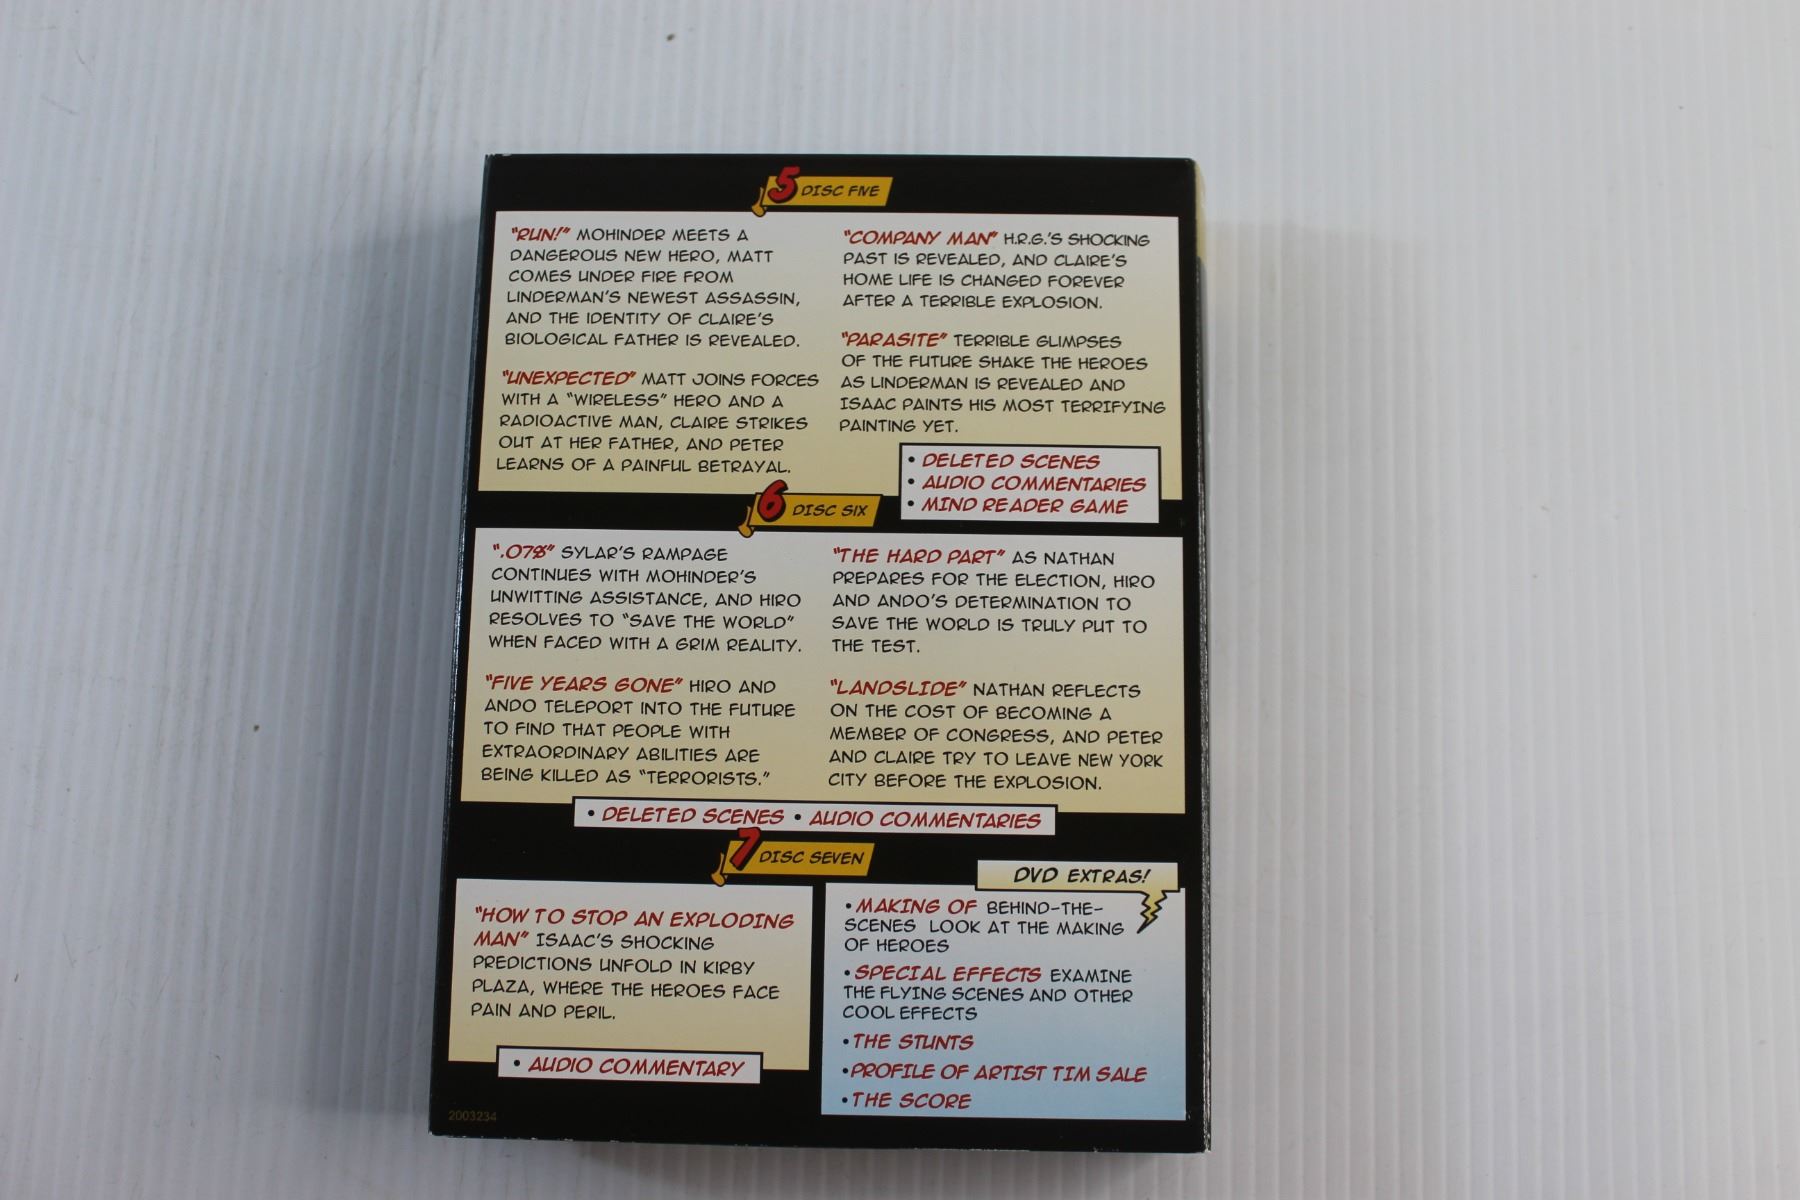 5 DISC FIVE
"RUN!" MOHINDER MEETS A
DANGEROUS NEW HERO, MATT
COMES UNDER FIRE FROM
LINDERMAN'S NEWEST ASSASSIN,
AND THE IDENTITY OF CLAIRE'S
BIOLOGICAL FATHER IS REVEALED.
"UNEXPECTED" MATT JOINS FORCES
WITH A "WIRELESS" HERO AND A
RADIOACTIVE MAN, CLAIRE STRIKES
OUT AT HER FATHER, AND PETER
LEARNS OF A PAINFUL BETRAYAL.
"COMPANY MAN" H.R.G.'S SHOCKING
PAST IS REVEALED, AND CLAIRE'S
HOME LIFE IS CHANGED FOREVER
AFTER A TERRIBLE EXPLOSION.
"PARASITE" TERRIBLE GLIMPSES
OF THE FUTURE SHAKE THE HEROES
AS LINDERMAN IS REVEALED AND
ISAAC PAINTS HIS MOST TERRIFYING
PAINTING YET.
• DELETED SCENES
• AUDIO COMMENTARIES
• MIND READER GAME
6 DISC SIX
".07%" SYLAR'S RAMPAGE
CONTINUES WITH MOHINDER'S
UNWITTING ASSISTANCE, AND HIRO
RESOLVES TO "SAVE THE WORLD"
WHEN FACED WITH A GRIM REALITY.
"FIVE YEARS GONE" HIRO AND
ANDO TELEPORT INTO THE FUTURE
TO FIND THAT PEOPLE WITH
EXTRAORDINARY ABILITIES ARE
BEING KILLED AS "TERRORISTS."
"THE HARD PART" AS NATHAN
PREPARES FOR THE ELECTION, HIRO
AND ANDO'S DETERMINATION TO
SAVE THE WORLD IS TRULY PUT TO
THE TEST.
"LANDSLIDE" NATHAN REFLECTS
ON THE COST OF BECOMING A
MEMBER OF CONGRESS, AND PETER
AND CLAIRE TRY TO LEAVE NEW YORK
CITY BEFORE THE EXPLOSION.
• DELETED SCENES • AUDIO COMMENTARIES
7 DISC SEVEN
"HOW TO STOP AN EXPLODING
MAN" ISAAC'S SHOCKING
PREDICTIONS UNFOLD IN KIRBY
PLAZA, WHERE THE HEROES FACE
PAIN AND PERIL.
• AUDIO COMMENTARY
DVD EXTRAS!
• MAKING OF BEHIND-THE-
SCENES LOOK AT THE MAKING
OF HEROES
• SPECIAL EFFECTS EXAMINE
THE FLYING SCENES AND OTHER
COOL EFFECTS
• THE STUNTS
• PROFILE OF ARTIST TIM SALE
• THE SCORE
2003234